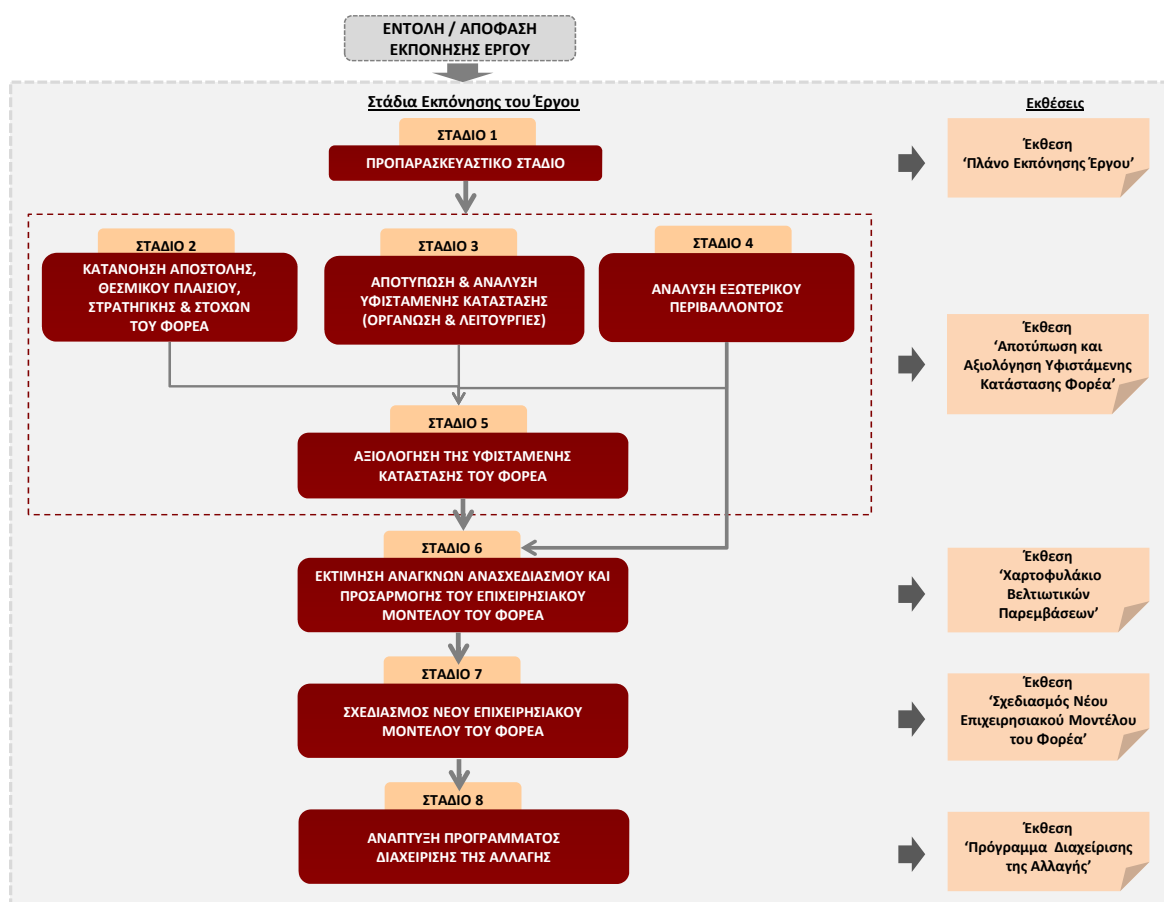 ΕΝΤΟΛΗ / ΑΠΟΦΑΣΗ
ΕΚΠΟΝΗΣΗΣ ΕΡΓΟΥ
Στάδια Εκπόνησης του Έργου
Εκθέσεις
ΣΤΑΔΙΟ 1
ΠΡΟΠΑΡΑΣΚΕΥΑΣΤΙΚΟ ΣΤΑΔΙΟ
Έκθεση
‘Πλάνο Εκπόνησης Έργου’
ΣΤΑΔΙΟ 2
ΚΑΤΑΝΟΗΣΗ ΑΠΟΣΤΟΛΗΣ,
ΘΕΣΜΙΚΟΥ ΠΛΑΙΣΙΟΥ,
ΣΤΡΑΤΗΓΙΚΗΣ & ΣΤΟΧΩΝ
ΤΟΥ ΦΟΡΕΑ
ΣΤΑΔΙΟ 3
ΑΠΟΤΥΠΩΣΗ & ΑΝΑΛΥΣΗ
ΥΦΙΣΤΑΜΕΝΗΣ ΚΑΤΑΣΤΑΣΗΣ
(ΟΡΓΑΝΩΣΗ & ΛΕΙΤΟΥΡΓΙΕΣ)
ΣΤΑΔΙΟ 4
ΑΝΑΛΥΣΗ ΕΞΩΤΕΡΙΚΟΥ
ΠΕΡΙΒΑΛΛΟΝΤΟΣ
Έκθεση
‘Αποτύπωση και
Αξιολόγηση Υφιστάμενης
Κατάστασης Φορέα’
ΣΤΑΔΙΟ 5
ΑΞΙΟΛΟΓΗΣΗ ΤΗΣ ΥΦΙΣΤΑΜΕΝΗΣ
ΚΑΤΑΣΤΑΣΗΣ ΤΟΥ ΦΟΡΕΑ
ΣΤΑΔΙΟ 6
ΕΚΤΙΜΗΣΗ ΑΝΑΓΚΝΩΝ ΑΝΑΣΧΕΔΙΑΣΜΟΥ ΚΑΙ
ΠΡΟΣΑΡΜΟΓΗΣ ΤΟΥ ΕΠΙΧΕΙΡΗΣΙΑΚΟΥ
ΜΟΝΤΕΛΟΥ ΤΟΥ ΦΟΡΕΑ
Έκθεση
‘Χαρτοφυλάκιο
Βελτιωτικών
Παρεμβάσεων’
ΣΤΑΔΙΟ 7
ΣΧΕΔΙΑΣΜΟΣ ΝΕΟΥ ΕΠΙΧΕΙΡΗΣΙΑΚΟΥ
ΜΟΝΤΕΛΟΥ ΤΟΥ ΦΟΡΕΑ
Έκθεση
‘Σχεδιασμός Νέου
Επιχειρησιακού Μοντέλου
του Φορέα’
ΣΤΑΔΙΟ 8
ΑΝΑΠΤΥΞΗ ΠΡΟΓΡΑΜΜΑΤΟΣ
ΔΙΑΧΕΙΡΙΣΗΣ ΤΗΣ ΑΛΛΑΓΗΣ
Έκθεση
‘Πρόγραμμα Διαχείρισης
της Αλλαγής’